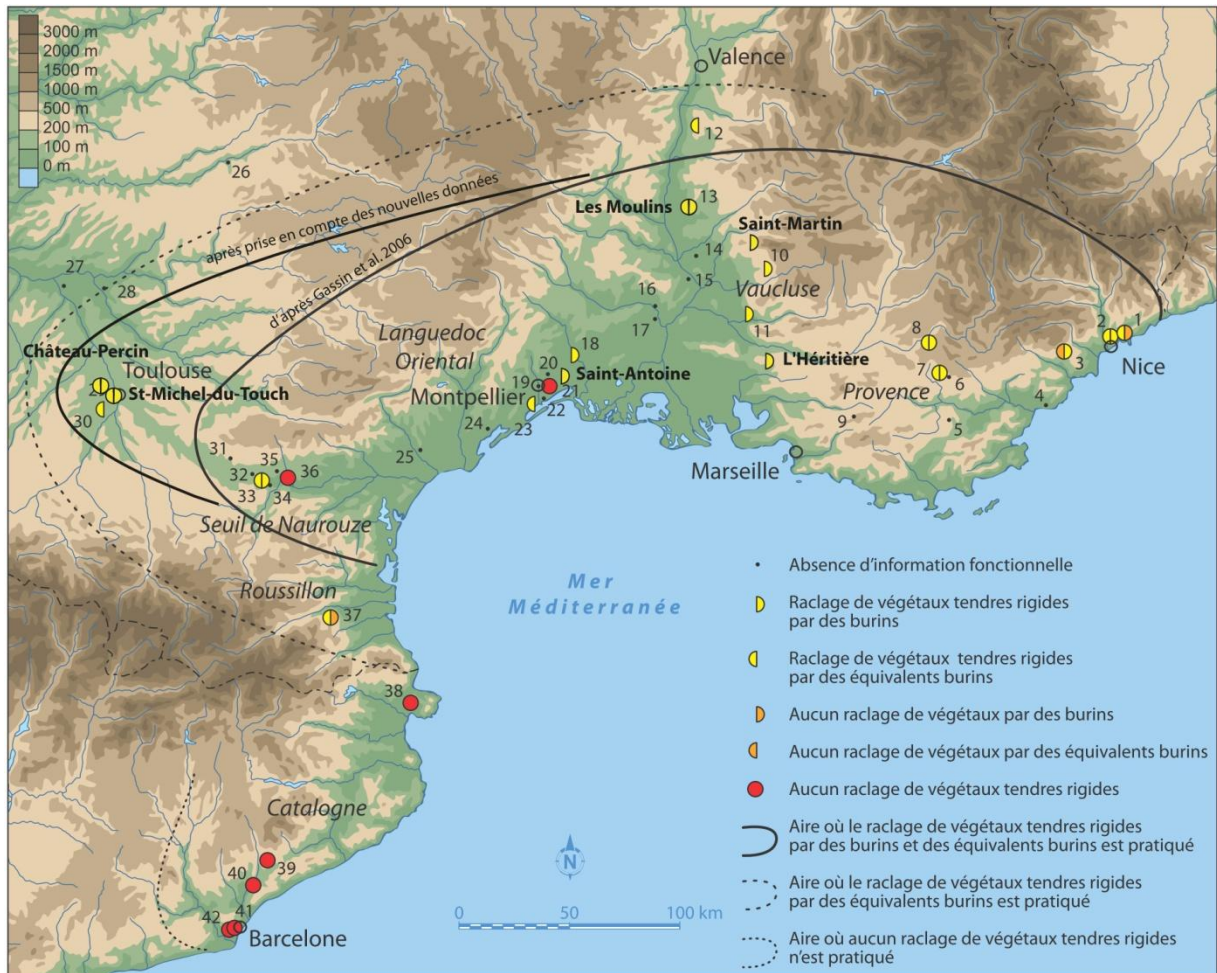 3000 m
2000 m
1500 m
1000 m
500 m
200 m
100 m
0 m
Valence
12
26
après prise en compte des nouvelles données
d'après Gassin et al. 2006
Les Moulins
13
Saint-Martin
14
10
15
Vaucluse
27
28
16
17
11
Languedoc
Oriental
18
8
2
1
Nice
3
L'Héritière
7
6
Provence
4
9
5
Château-Percin
Toulouse
St-Michel-du-Touch
30
20
19
Saint-Antoine
Montpellier
21
22
23
24
25
Marseille
31
35
32
36
33
34
Seuil de Naurouze
Roussillon
37
38
Mer
Méditerranée
Catalogne
39
40
41
42
Barcelone
N
0
50
100 km
Absence d'information fonctionnelle
Raclage de végétaux tendres rigides
par des burins
Raclage de végétaux tendres rigides
par des équivalents burins
Aucun raclage de végétaux par des burins
Aucun raclage de végétaux par des équivalents burins
Aucun raclage de végétaux tendres rigides
Aire où le raclage de végétaux tendres rigides
par des burins et des équivalents burins est pratiqué
Aire où le raclage de végétaux tendres rigides
par des équivalents burins est pratiqué
Aire où aucun raclage de végétaux tendres rigides
n'est pratiqué